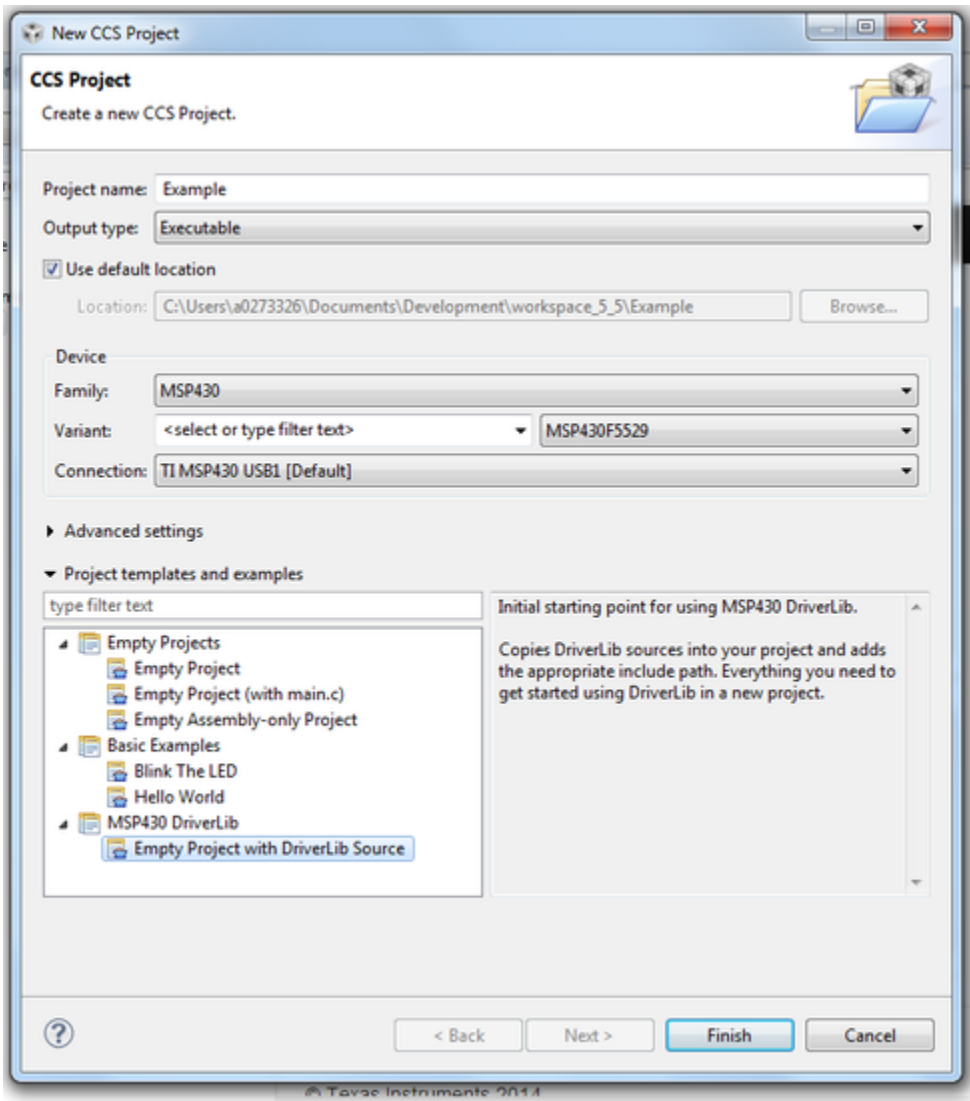 New CCS Project
CCS Project
Create a new CCS Project.
Project name: Example
Output type: Executable
Use default location
Location: C:\Users\a0273326\Documents\Development\workspace_5_5\Example Browse...
Device
Family: MSP430
Variant: <select or type filter text> MSP430F5529
Connection: TI MSP430 USB1 [Default]
Advanced settings
Project templates and examples
type filter text
Empty Projects
Empty Project
Empty Project (with main.c)
Empty Assembly-only Project
Basic Examples
Blink The LED
Hello World
MSP430 DriverLib
Empty Project with DriverLib Source
Initial starting point for using MSP430 DriverLib.
Copies DriverLib sources into your project and adds
the appropriate include path. Everything you need to
get started using DriverLib in a new project.
< Back Next > Finish Cancel
© Texas Instruments 2014